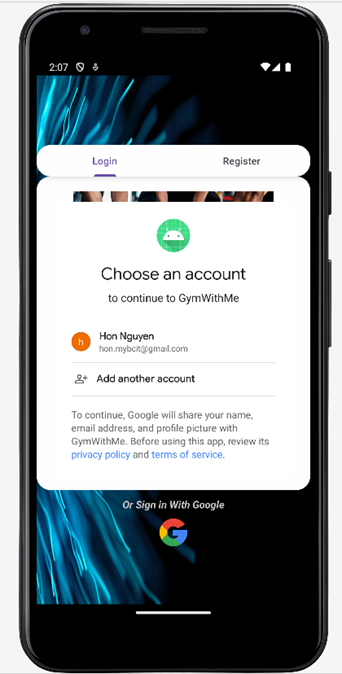 2:07
Login
Register
Choose an account
to continue to GymWithMe
h
Hon Nguyen
hon.mybcit@gmail.com
Add another account
To continue, Google will share your name,
email address, and profile picture with
GymWithMe. Before using this app, review its
privacy policy and terms of service.
Or Sign in With Google